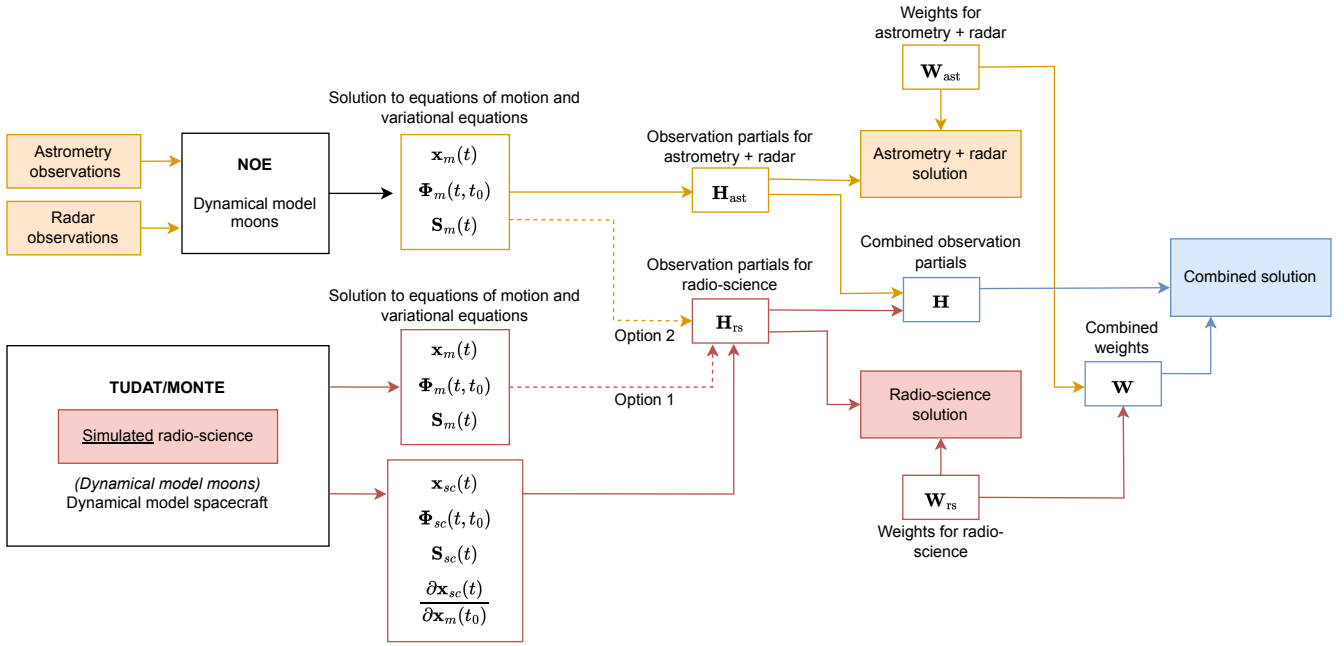 Weights for
astrometry + radar
W_ast
Solution to equations of motion and
variational equations
Astrometry
observations
Radar
observations
NOE
Dynamical model
moons
x_m(t)
Φ_m(t, t_0)
S_m(t)
Observation partials for
astrometry + radar
H_ast
Astrometry + radar
solution
Combined observation
partials
H
Combined solution
Observation partials for
radio-science
H_rs
Option 2
Option 1
Solution to equations of motion and
variational equations
x_m(t)
Φ_m(t, t_0)
S_m(t)
TUDAT/MONTE
Simulated radio-science
(Dynamical model moons)
Dynamical model spacecraft
x_sc(t)
Φ_sc(t, t_0)
S_sc(t)
∂x_sc(t)
∂x_m(t_0)
Radio-science
solution
Combined
weights
W
W_rs
Weights for radio-
science